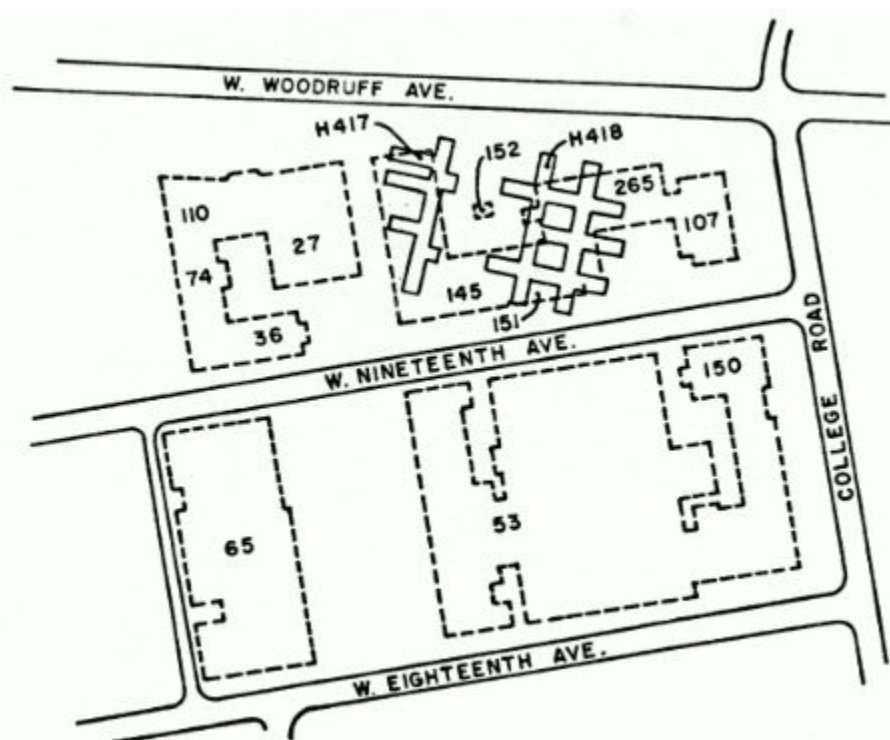 W. WOODRUFF AVE.
H417
152
H418
265
110
107
27
74
145
151
36
W. NINETEENTH AVE.
COLLEGE ROAD
150
53
65
W. EIGHTEENTH AVE.